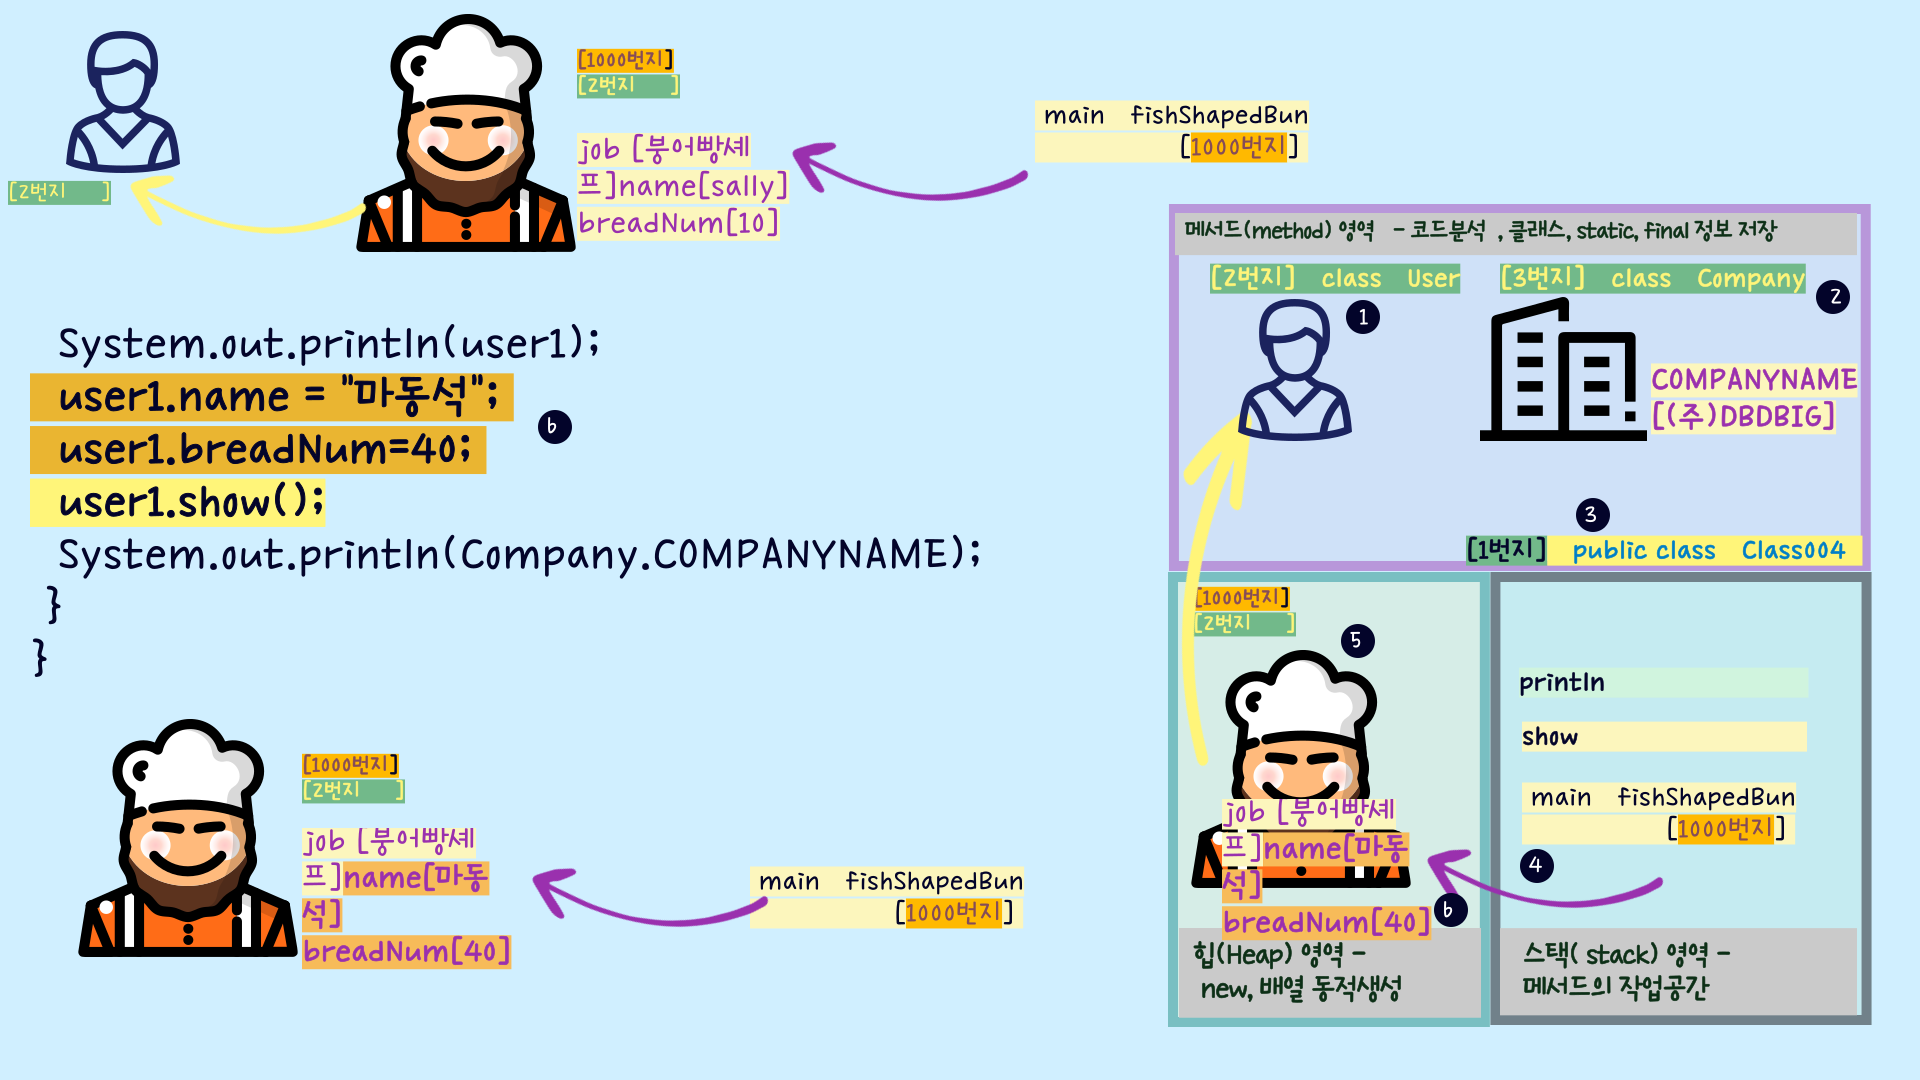 [1000번지]
[2번지 ]
job [붕어빵셰
프]name[sally]
breadNum[10]
main fishShapedBun
[1000번지]
[2번지 ]
System.out.println(user1);
user1.name = "마동석";
user1.breadNum=40;
b
user1.show();
System.out.println(Company.COMPANYNAME);
}
}
[1000번지]
[2번지 ]
job [붕어빵셰
프]name[마동
석]
breadNum[40]
main fishShapedBun
[1000번지]
메서드(method) 영역 - 코드분석 , 클래스, static, final 정보 저장
[2번지] class User
1
[3번지] class Company
2
COMPANYNAME
[(주)DBDBIG]
3
[1번지] public class Class004
[1000번지]
[2번지 ]
5
job [붕어빵셰
프]name[마동
석]
breadNum[40]
b
힙(Heap) 영역 -
new, 배열 동적생성
println
show
main fishShapedBun
[1000번지]
4
스택( stack) 영역 -
메서드의 작업공간